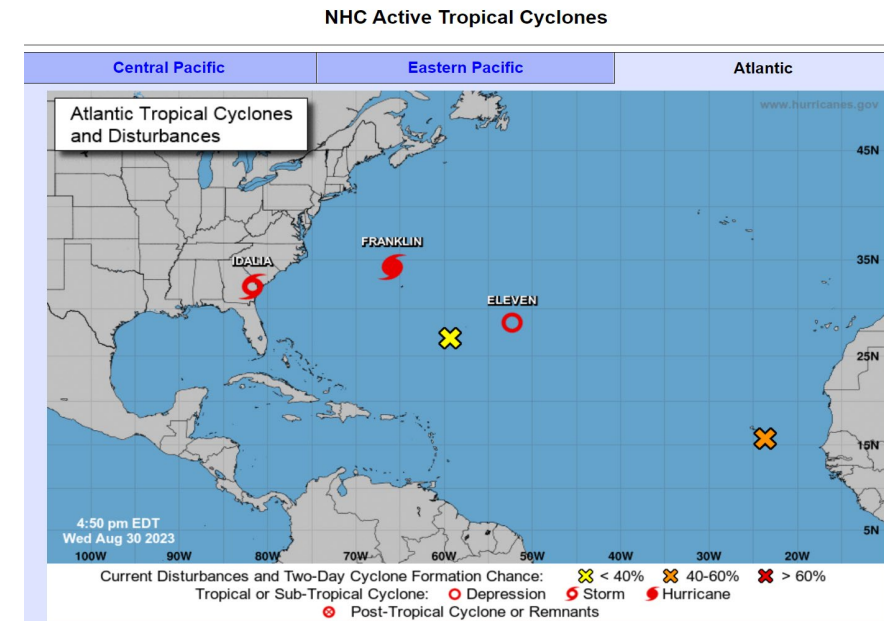 NHC Active Tropical Cyclones
Central Pacific
Eastern Pacific
Atlantic
Atlantic Tropical Cyclones
and Disturbances
www.hurricanes.gov
45N
FRANKLIN
IDALIA
35N
ELEVEN
25N
15N
4:50 pm EDT
Wed Aug 30 2023
5N
100W 90W 80W 70W 60W 50W 40W 30W 20W
Current Disturbances and Two-Day Cyclone Formation Chance: < 40% 40-60% > 60%
Tropical or Sub-Tropical Cyclone: Depression Storm Hurricane
Post-Tropical Cyclone or Remnants